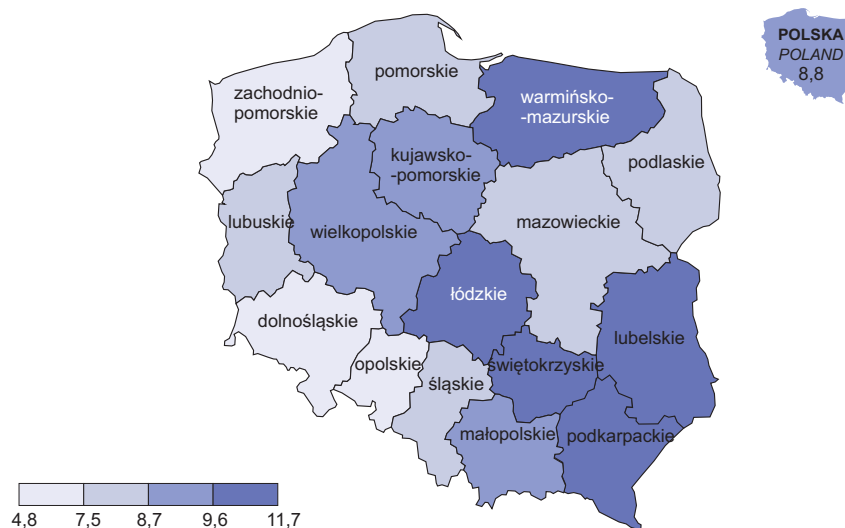 POLSKA
POLAND
8,8
pomorskie
zachodnio-
pomorskie
warmińsko-
-mazurskie
kujawsko-
-pomorskie
podlaskie
lubuskie
wielkopolskie
mazowieckie
łódzkie
dolnośląskie
lubelskie
opolskie
świętokrzyskie
śląskie
małopolskie
podkarpackie
4,8 7,5 8,7 9,6 11,7